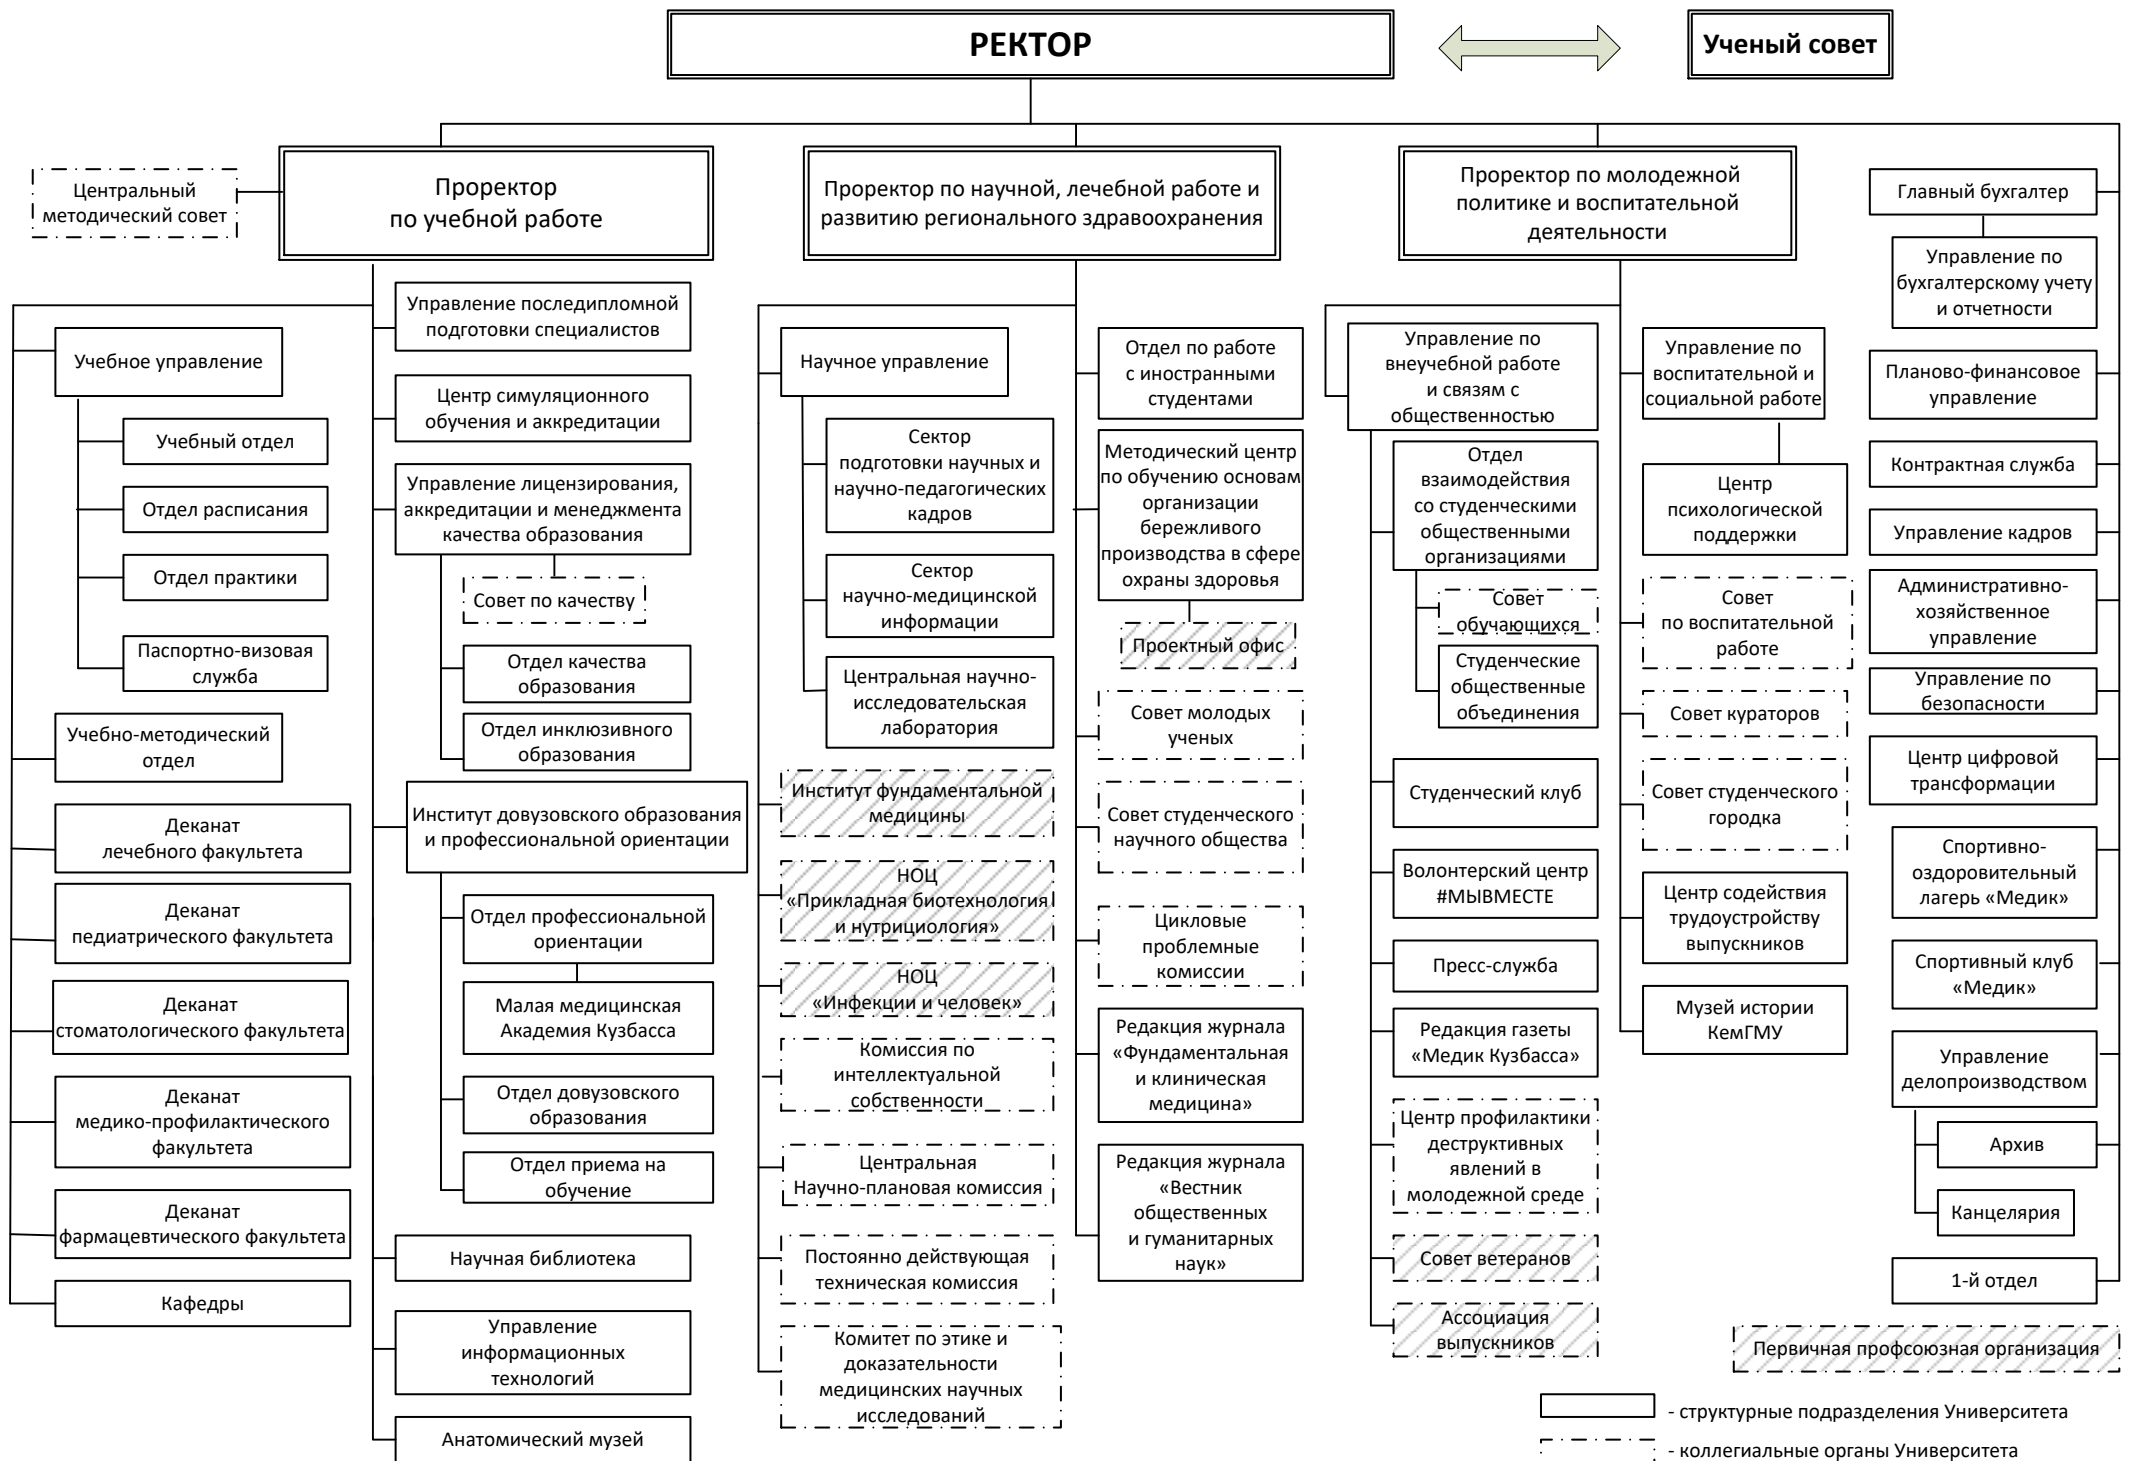 РЕКТОР
Ученый совет
Центральный
методический совет
Проректор
по учебной работе
Проректор по научной, лечебной работе и
развитию регионального здравоохранения
Проректор по молодежной
политике и воспитательной
деятельности
Учебное управление
Учебный отдел
Отдел расписания
Отдел практики
Паспортно-визовая
служба
Учебно-методический
отдел
Деканат
лечебного факультета
Деканат
педиатрического факультета
Деканат
стоматологического факультета
Деканат
медико-профилактического
факультета
Деканат
фармацевтического факультета
Кафедры
Управление последипломной
подготовки специалистов
Центр симуляционного
обучения и аккредитации
Управление лицензирования,
аккредитации и менеджмента
качества образования
Совет по качеству
Отдел качества
образования
Отдел инклюзивного
образования
Институт довузовского образования
и профессиональной ориентации
Отдел профессиональной
ориентации
Малая медицинская
Академия Кузбасса
Отдел довузовского
образования
Отдел приема на
обучение
Научная библиотека
Управление
информационных
технологий
Анатомический музей
Научное управление
Сектор
подготовки научных и
научно-педагогических
кадров
Сектор
научно-медицинской
информации
Центральная научно-
исследовательская
лаборатория
Институт фундаментальной
медицины
НОЦ
«Прикладная биотехнология
и нутрициология»
НОЦ
«Инфекции и человек»
Комиссия по
интеллектуальной
собственности
Центральная
Научно-плановая комиссия
Постоянно действующая
техническая комиссия
Комитет по этике и
доказательности
медицинских научных
исследований
Отдел по работе
с иностранными
студентами
Методический центр
по обучению основам
организации
бережливого
производства в сфере
охраны здоровья
Проектный офис
Совет молодых
ученых
Совет студенческого
научного общества
Цикловые
проблемные
комиссии
Редакция журнала
«Фундаментальная
и клиническая
медицина»
Редакция журнала
«Вестник
общественных
и гуманитарных
наук»
Управление по
внеучебной работе
и связям с
общественностью
Отдел
взаимодействия
со студенческими
общественными
организациями
Совет
обучающихся
Студенческие
общественные
объединения
Студенческий клуб
Волонтерский центр
#МЫВМЕСТЕ
Пресс-служба
Редакция газеты
«Медик Кузбасса»
Центр профилактики
деструктивных
явлений в
молодежной среде
Совет ветеранов
Ассоциация
выпускников
Управление по
воспитательной и
социальной работе
Центр
психологической
поддержки
Совет
по воспитательной
работе
Совет кураторов
Совет студенческого
городка
Центр содействия
трудоустройству
выпускников
Музей истории
КемГМУ
Главный бухгалтер
Управление по
бухгалтерскому учету
и отчетности
Планово-финансовое
управление
Контрактная служба
Управление кадров
Административно-
хозяйственное
управление
Управление по
безопасности
Центр цифровой
трансформации
Спортивно-
оздоровительный
лагерь «Медик»
Спортивный клуб
«Медик»
Управление
делопроизводством
Архив
Канцелярия
1-й отдел
Первичная профсоюзная организация
- структурные подразделения Университета
- коллегиальные органы Университета